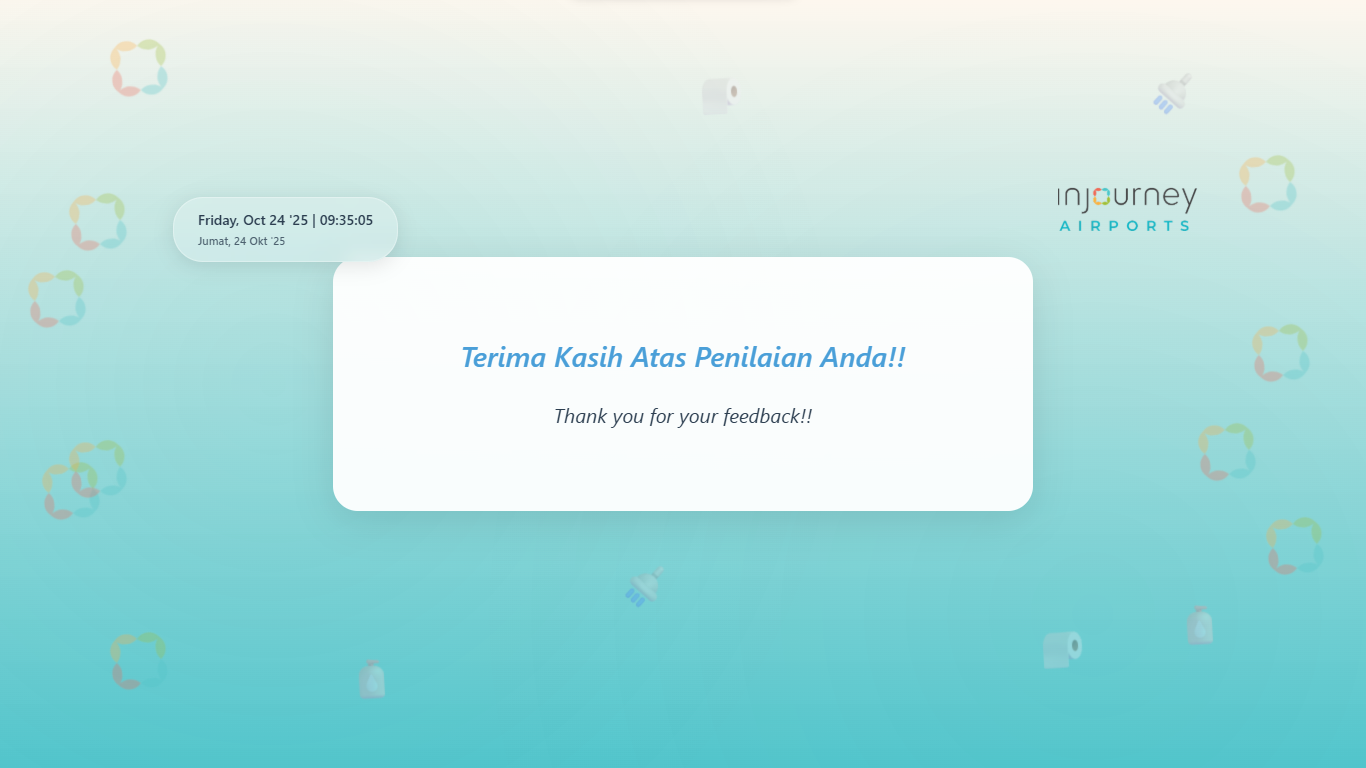 Friday, Oct 24 '25 | 09:35:05
Jumat, 24 Okt '25
injourney
AIRPORTS
Terima Kasih Atas Penilaian Anda!!
Thank you for your feedback!!